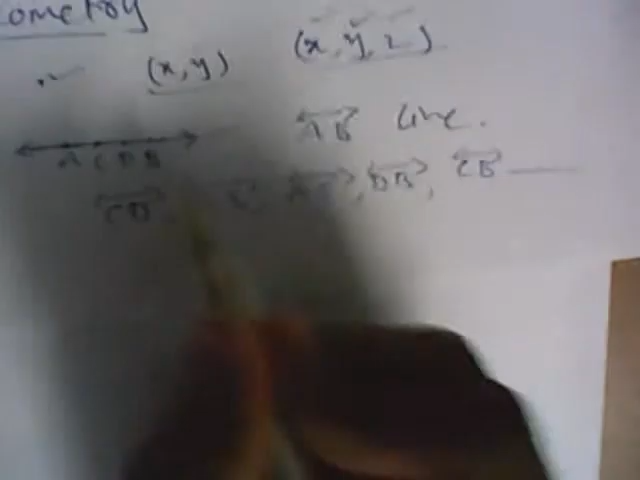 ometry
(x, y) (x, y, z)
AB line.
A C D B
CD AC, DB, CB